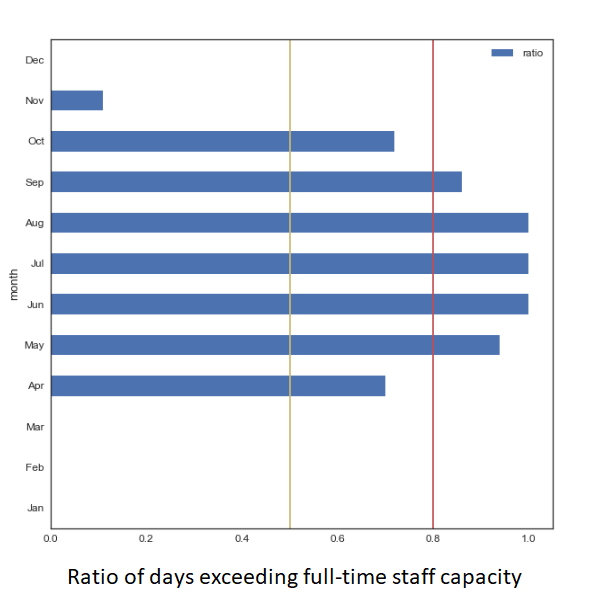 ratio
Dec
Nov
Oct
Sep
Aug
Jul
Jun
May
Apr
Mar
Feb
Jan
month
0.0 0.2 0.4 0.6 0.8 1.0
Ratio of days exceeding full-time staff capacity